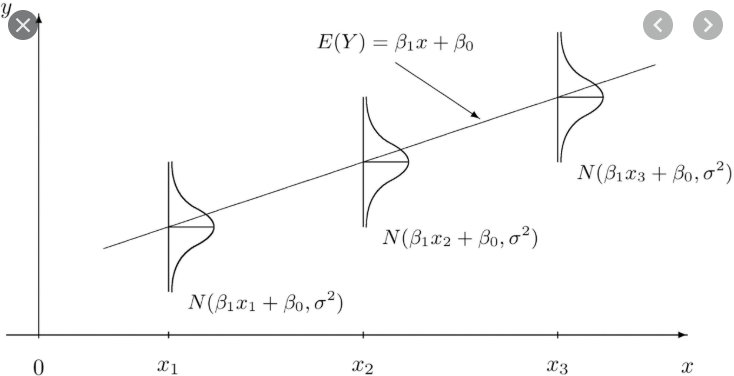 y
E(Y) = β₁x + β₀
N(β₁x₃ + β₀, σ²)
N(β₁x₂ + β₀, σ²)
N(β₁x₁ + β₀, σ²)
0 x₁ x₂ x₃ x